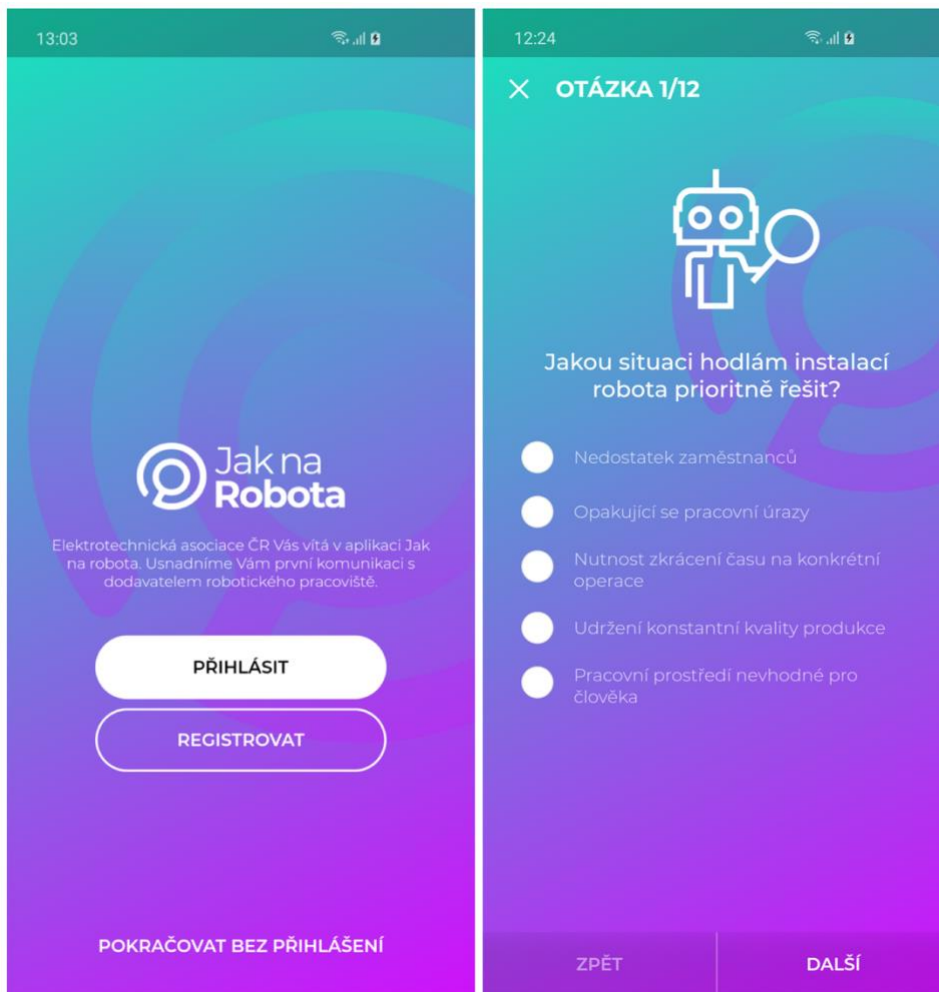 13:03
Jak na
Robota
Elektrotechnická asociace ČR Vás vítá v aplikaci Jak
na robota. Usnadníme Vám první komunikaci s
dodavatelem robotického pracoviště.
PŘIHLÁSIT
REGISTROVAT
POKRAČOVAT BEZ PŘIHLÁŠENÍ
12:24
OTÁZKA 1/12
Jakou situaci hodlám instalací
robota prioritně řešit?
Nedostatek zaměstnanců
Opakující se pracovní úrazy
Nutnost zkrácení času na konkrétní
operace
Udržení konstantní kvality produkce
Pracovní prostředí nevhodné pro
člověka
ZPĚT
DALŠÍ